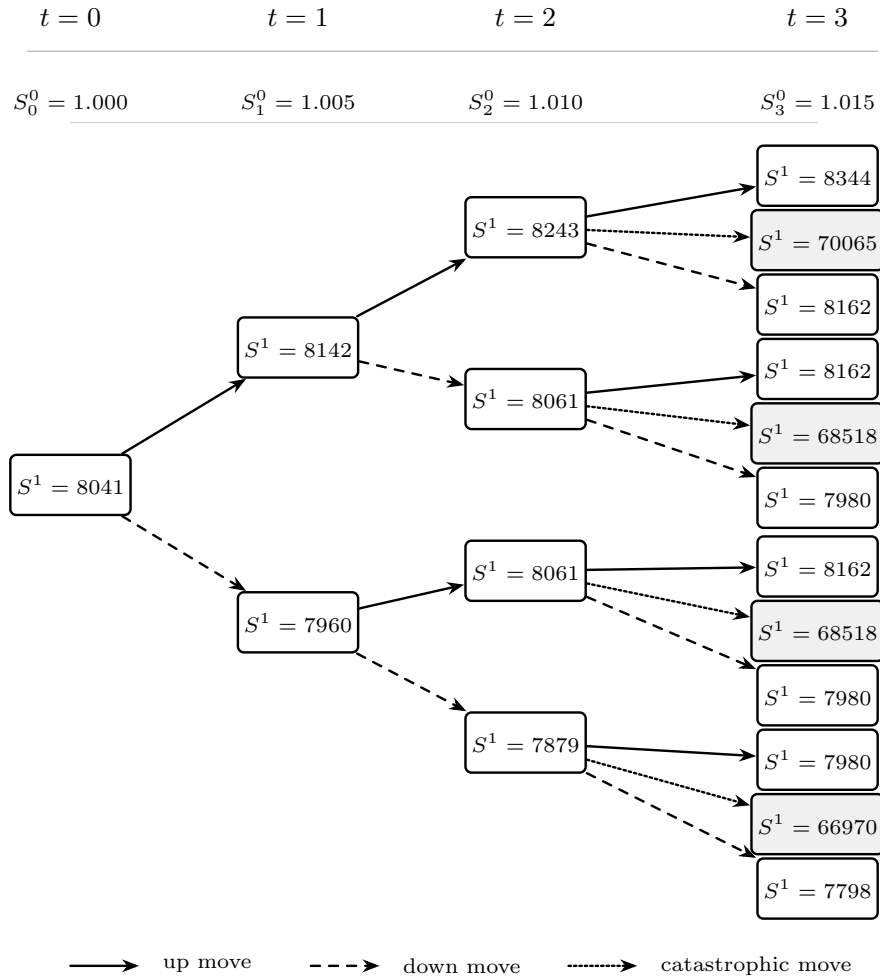 t = 0 t = 1 t = 2 t = 3
S_0^0 = 1.000 S_1^0 = 1.005 S_2^0 = 1.010 S_3^0 = 1.015
S^1 = 8344
S^1 = 8243
S^1 = 70065
S^1 = 8162
S^1 = 8142
S^1 = 8162
S^1 = 8061
S^1 = 68518
S^1 = 8041
S^1 = 7980
S^1 = 8061
S^1 = 8162
S^1 = 7960
S^1 = 68518
S^1 = 7980
S^1 = 7879
S^1 = 7980
S^1 = 66970
S^1 = 7798
up move down move catastrophic move